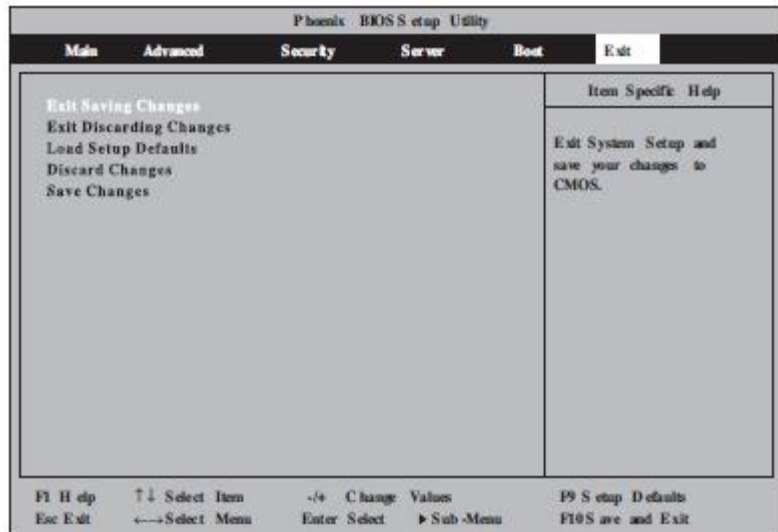 Phoenix BIOS Setup Utility
Main Advanced Security Server Boot Exit
Exit Saving Changes
Exit Discarding Changes
Load Setup Defaults
Discard Changes
Save Changes
Item Specific Help
Exit System Setup and
save your changes to
CMOS.
F1 Help ↑↓ Select Item -/+ Change Values F9 Setup Defaults
Esc Exit ←→Select Menu Enter Select ▶ Sub-Menu F10 Save and Exit